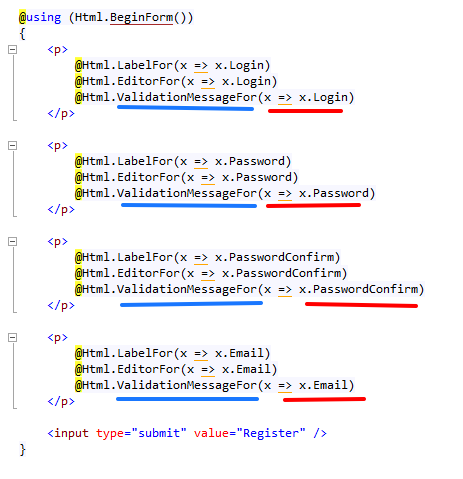 @using (Html.BeginForm())
{
<p>
@Html.LabelFor(x => x.Login)
@Html.EditorFor(x => x.Login)
@Html.ValidationMessageFor(x => x.Login)
</p>
<p>
@Html.LabelFor(x => x.Password)
@Html.EditorFor(x => x.Password)
@Html.ValidationMessageFor(x => x.Password)
</p>
<p>
@Html.LabelFor(x => x.PasswordConfirm)
@Html.EditorFor(x => x.PasswordConfirm)
@Html.ValidationMessageFor(x => x.PasswordConfirm)
</p>
<p>
@Html.LabelFor(x => x.Email)
@Html.EditorFor(x => x.Email)
@Html.ValidationMessageFor(x => x.Email)
</p>
<input type="submit" value="Register" />
}